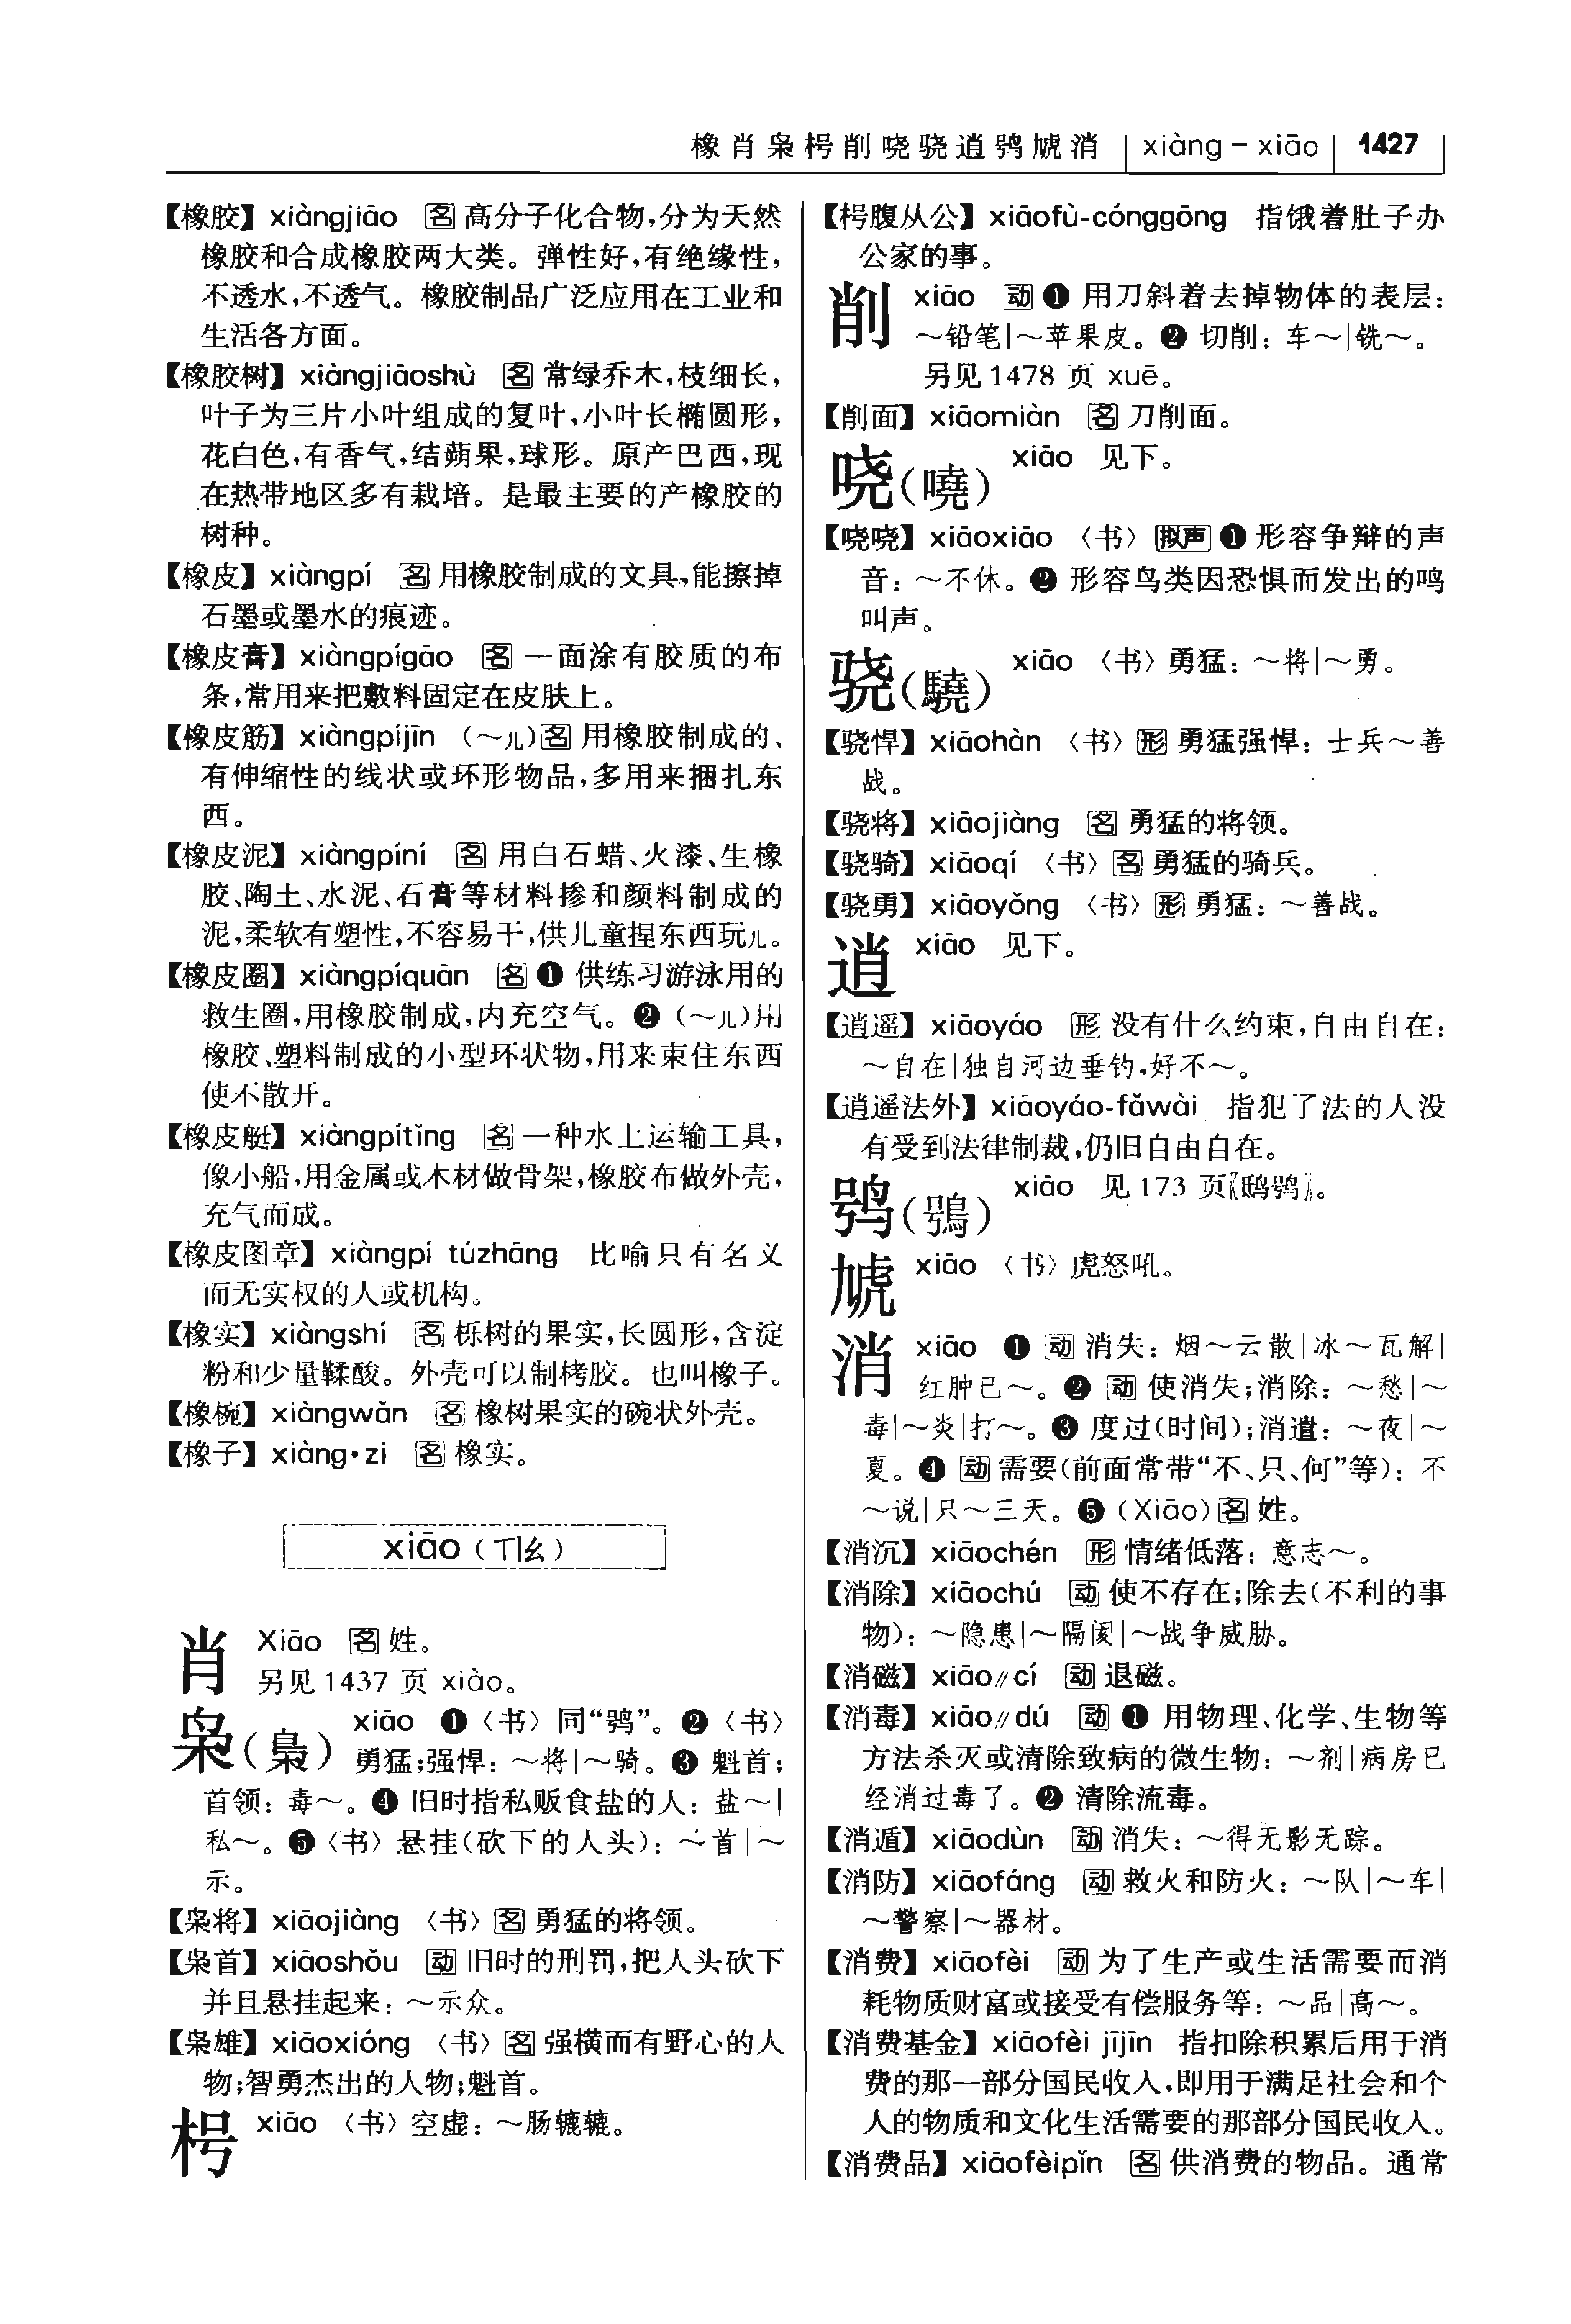 橡肖枭枵削哓骁逍鸮虓消 xiàng－xiāo 1427
【橡胶】xiàngjiāo 名 高分子化合物，分为天然
橡胶和合成橡胶两大类。弹性好，有绝缘性，
不透水，不透气。橡胶制品广泛应用在工业和
生活各方面。
【橡胶树】xiàngjiāoshù 名 常绿乔木，枝细长，
叶子为三片小叶组成的复叶，小叶长椭圆形，
花白色，有香气，结蒴果，球形。原产巴西，现
在热带地区多有栽培。是最主要的产橡胶的
树种。
【橡皮】xiàngpí 名 用橡胶制成的文具，能擦掉
石墨或墨水的痕迹。
【橡皮膏】xiàngpígāo 名 一面涂有胶质的布
条，常用来把敷料固定在皮肤上。
【橡皮筋】xiàngpíjīn （～儿）名 用橡胶制成的、
有伸缩性的线状或环形物品，多用来捆扎东
西。
【橡皮泥】xiàngpíní 名 用白石蜡、火漆、生橡
胶、陶土、水泥、石膏等材料掺和颜料制成的
泥，柔软有塑性，不容易干，供儿童捏东西玩儿。
【橡皮圈】xiàngpíquān 名 ❶ 供练习游泳用的
救生圈，用橡胶制成，内充空气。❷（～儿）用
橡胶、塑料制成的小型环状物，用来束住东西
使不散开。
【橡皮艇】xiàngpítǐng 名 一种水上运输工具，
像小船，用金属或木材做骨架，橡胶布做外壳，
充气而成。
【橡皮图章】xiàngpí túzhāng 比喻只有名义
而无实权的人或机构。
【橡实】xiàngshí 名 栎树的果实，长圆形，含淀
粉和少量鞣酸。外壳可以制栲胶。也叫橡子。
【橡椀】xiàngwǎn 名 橡树果实的碗状外壳。
【橡子】xiàng·zi 名 橡实。
xiāo（ㄒㄧㄠ）
肖 Xiāo 名 姓。
另见 1437 页 xiào。
枭（梟） xiāo ❶〈书〉同“鸮”。❷〈书〉
勇猛；强悍：～将｜～骑。❸ 魁首；
首领：毒～。❹ 旧时指私贩食盐的人：盐～｜
私～。❺〈书〉悬挂（砍下的人头）：～首｜～
示。
【枭将】xiāojiàng 〈书〉名 勇猛的将领。
【枭首】xiāoshǒu 动 旧时的刑罚，把人头砍下
并且悬挂起来：～示众。
【枭雄】xiāoxióng 〈书〉名 强横而有野心的人
物；智勇杰出的人物；魁首。
枵 xiāo 〈书〉空虚：～肠辘辘。
【枵腹从公】xiāofù-cónggōng 指饿着肚子办
公家的事。
削 xiāo 动 ❶ 用刀斜着去掉物体的表层：
～铅笔｜～苹果皮。❷ 切削：车～｜铣～。
另见 1478 页 xuē。
【削面】xiāomiàn 名 刀削面。
哓（嘵） xiāo 见下。
【哓哓】xiāoxiāo 〈书〉拟声 ❶ 形容争辩的声
音：～不休。❷ 形容鸟类因恐惧而发出的鸣
叫声。
骁（驍） xiāo 〈书〉勇猛：～将｜～勇。
【骁悍】xiāohàn 〈书〉形 勇猛强悍：士兵～善
战。
【骁将】xiāojiàng 名 勇猛的将领。
【骁骑】xiāoqí 〈书〉名 勇猛的骑兵。
【骁勇】xiāoyǒng 〈书〉形 勇猛：～善战。
逍 xiāo 见下。
【逍遥】xiāoyáo 形 没有什么约束，自由自在：
～自在｜独自河边垂钓，好不～。
【逍遥法外】xiāoyáo-fǎwài 指犯了法的人没
有受到法律制裁，仍旧自由自在。
鸮（鴞） xiāo 见 173 页〖鸱鸮〗。
虓 xiāo 〈书〉虎怒吼。
消 xiāo ❶ 动 消失：烟～云散｜冰～瓦解｜
红肿已～。❷ 动 使消失；消除：～愁｜～
毒｜～炎｜打～。❸ 度过（时间）；消遣：～夜｜～
夏。❹ 动 需要（前面常带“不、只、何”等）：不
～说｜只～三天。❺（Xiāo）名 姓。
【消沉】xiāochén 形 情绪低落：意志～。
【消除】xiāochú 动 使不存在；除去（不利的事
物）：～隐患｜～隔阂｜～战争威胁。
【消磁】xiāo∥cí 动 退磁。
【消毒】xiāo∥dú 动 ❶ 用物理、化学、生物等
方法杀灭或清除致病的微生物：～剂｜病房已
经消过毒了。❷ 清除流毒。
【消遁】xiāodùn 动 消失：～得无影无踪。
【消防】xiāofáng 动 救火和防火：～队｜～车｜
～警察｜～器材。
【消费】xiāofèi 动 为了生产或生活需要而消
耗物质财富或接受有偿服务等：～品｜高～。
【消费基金】xiāofèi jījīn 指扣除积累后用于消
费的那一部分国民收入，即用于满足社会和个
人的物质和文化生活需要的那部分国民收入。
【消费品】xiāofèipǐn 名 供消费的物品。通常